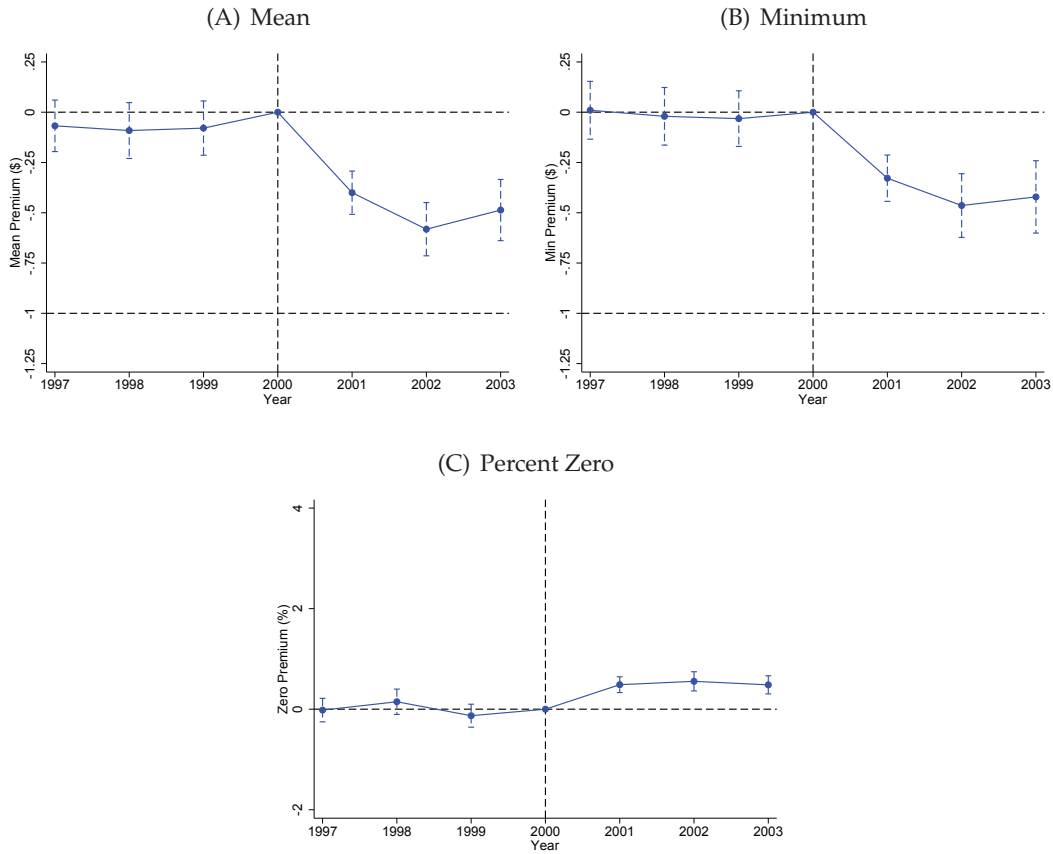 (A) Mean
Mean Premium ($)
.25
0
-.25
-.5
-.75
-1
-1.25
1997 1998 1999 2000 2001 2002 2003
Year
(B) Minimum
Min Premium ($)
.25
0
-.25
-.5
-.75
-1
-1.25
1997 1998 1999 2000 2001 2002 2003
Year
(C) Percent Zero
Zero Premium (%)
4
2
0
-2
1997 1998 1999 2000 2001 2002 2003
Year